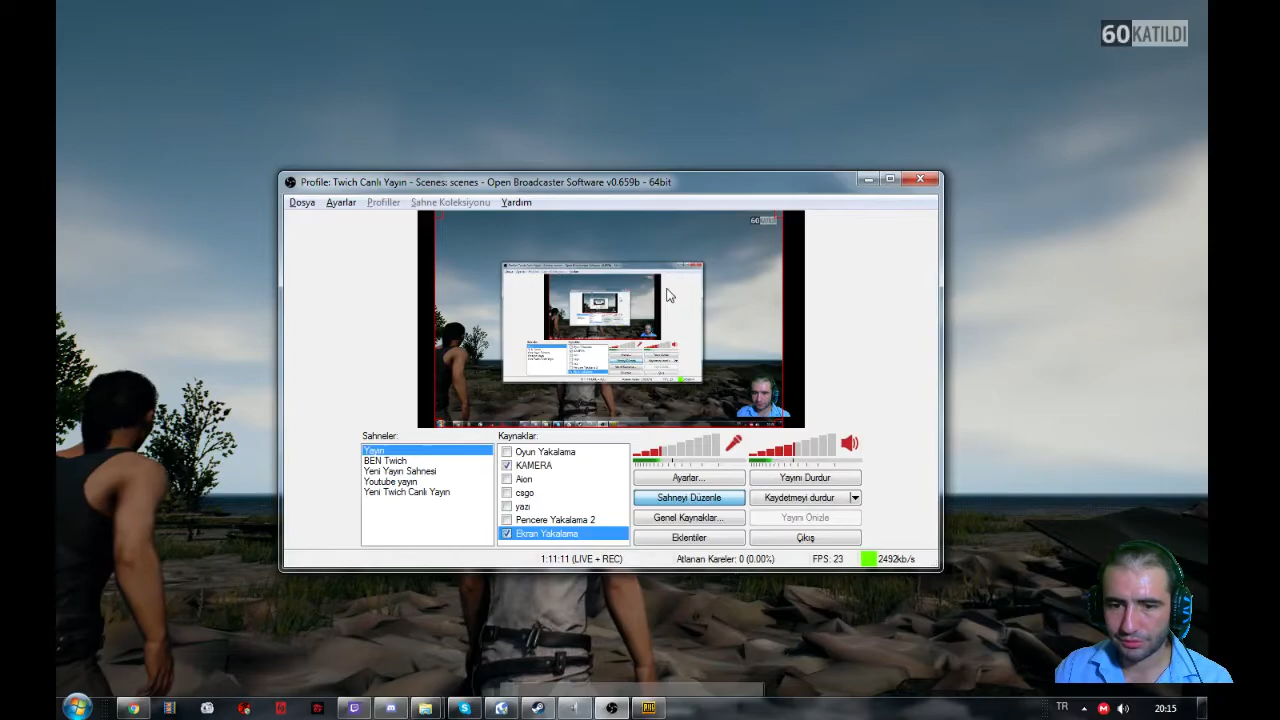 60 KATILDI
Profile: Twich Canlı Yayın - Scenes: scenes - Open Broadcaster Software v0.659b - 64bit
Dosya Ayarlar Profiller Sahne Koleksiyonu Yardım
60 KATILDI
Sahneler:
Yayın
BEN Twich
Yeni Yayın Sahnesi
Youtube yayın
Yeni Twich Canlı Yayın
Kaynaklar:
Oyun Yakalama
KAMERA
Aion
csgo
yazı
Pencere Yakalama 2
Ekran Yakalama
Ayarlar... Yayını Durdur
Sahneyi Düzenle Kaydetmeyi durdur
Genel Kaynaklar... Yayını Önizle
Eklentiler Çıkış
1:11:11 (LIVE + REC) Atlanan Kareler: 0 (0.00%) FPS: 23 2492kb/s
TR 20:15